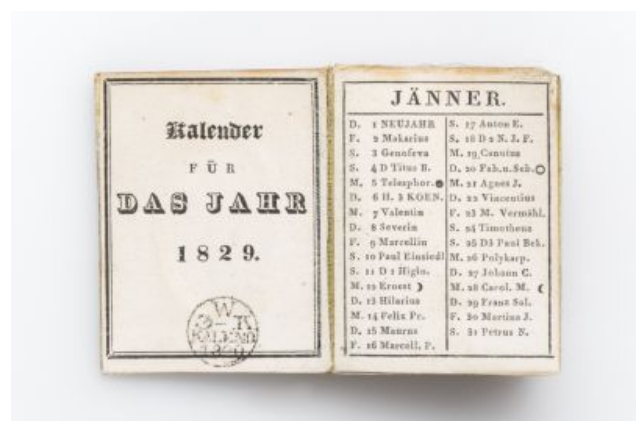 Kalender
FÜR
DAS JAHR
1829.
W
3 – K
KALEND
1829
JÄNNER.
D. 1 NEUJAHR
F. 2 Makarius
S. 3 Genofeva
S. 4 D Titus B.
M. 5 Telesphor.
D. 6 H. 3 KOEN.
M. 7 Valentin
D. 8 Severin
F. 9 Marcellin
S. 10 Paul Einsiedl.
S. 11 D 1 Higin.
M. 12 Ernest ☽
D. 13 Hilarius
M. 14 Felix Pr.
D. 15 Maurus
F. 16 Marcell. P.
S. 17 Anton E.
S. 18 D 2 N. J. F.
M. 19 Canutus
D. 20 Fab. u. Seb.
M. 21 Agnes J.
D. 22 Vincentius
F. 23 M. Vermähl.
S. 24 Timotheus
S. 25 D3 Paul Bek.
M. 26 Polykarp.
D. 27 Johann C.
M. 28 Carol. M. ☾
D. 29 Franz Sal.
F. 30 Martina J.
S. 31 Petrus N.